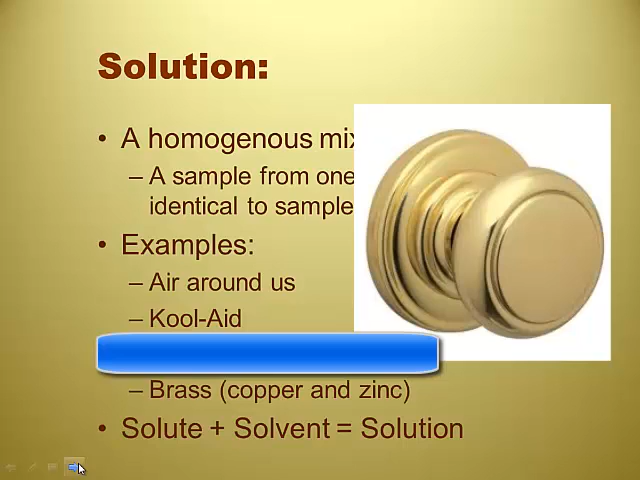 Solution:
• A homogenous mix
– A sample from one
identical to sample
• Examples:
– Air around us
– Kool-Aid
– Brass (copper and zinc)
• Solute + Solvent = Solution